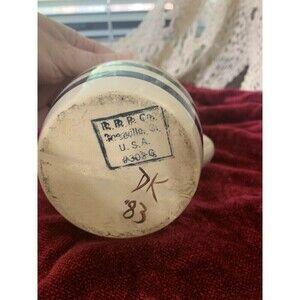 R.R.P. Co.
Roseville, O.
U.S.A.
DK
83